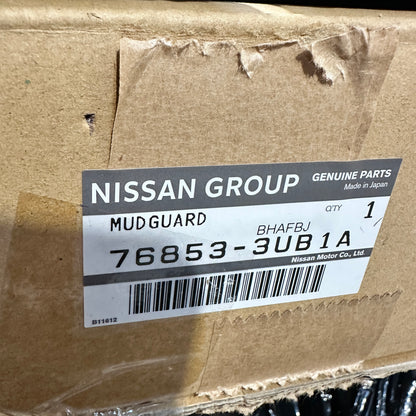 NISSAN GROUP
GENUINE PARTS
Made in Japan
MUDGUARD
QTY 1
BHAFBJ
76853-3UB1A
Nissan Motor Co., Ltd.
B11612